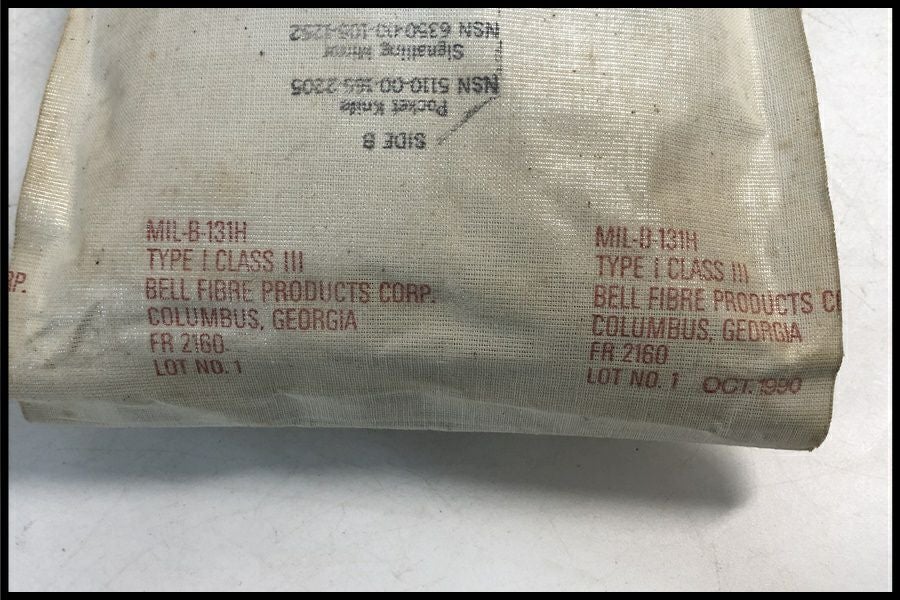 SIDE B
Pocket Knife
NSN 5110-00-162-2205
Signalling Mirror
NSN 6350-00-105-1252
RP.
MIL-B-131H
TYPE I CLASS III
BELL FIBRE PRODUCTS CORP.
COLUMBUS, GEORGIA
FR 2160
LOT NO. 1
MIL-B-131H
TYPE I CLASS III
BELL FIBRE PRODUCTS C
COLUMBUS, GEORGIA
FR 2160
LOT NO. 1 OCT. 1990